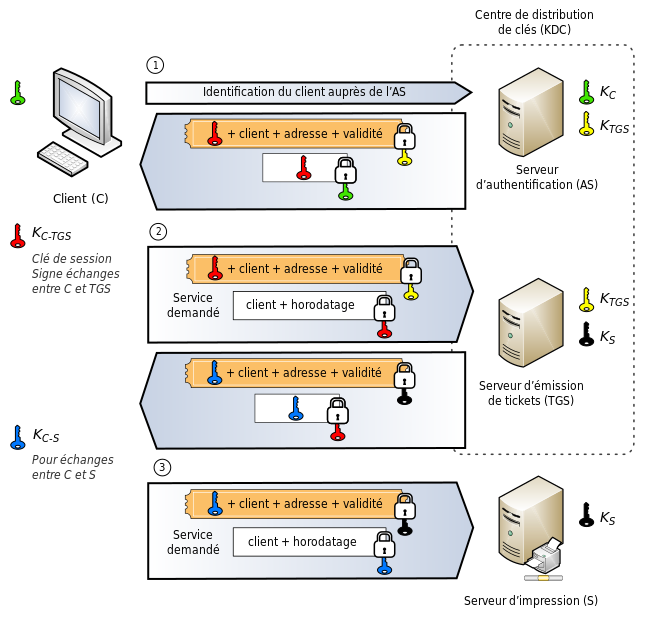 Centre de distribution
de clés (KDC)
1
Identification du client auprès de l'AS
K_C
+ client + adresse + validité
K_TGS
Serveur
d'authentification (AS)
Client (C)
K_C-TGS
2
Clé de session
Signe échanges
entre C et TGS
+ client + adresse + validité
Service
demandé
client + horodatage
K_TGS
K_S
Serveur d'émission
de tickets (TGS)
+ client + adresse + validité
K_C-S
Pour échanges
entre C et S
3
+ client + adresse + validité
Service
demandé
client + horodatage
K_S
Serveur d'impression (S)